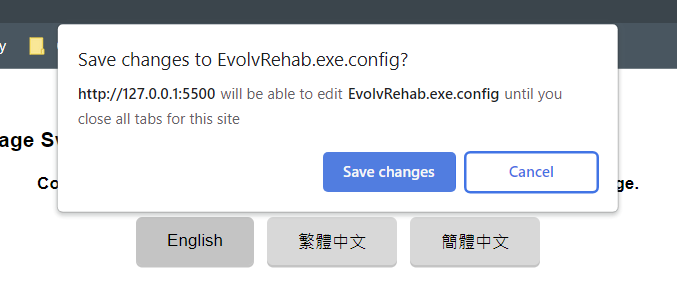 y
Save changes to EvolvRehab.exe.config?
http://127.0.0.1:5500 will be able to edit EvolvRehab.exe.config until you
close all tabs for this site
age Sv
Save changes
Cancel
Co
ge.
English
繁體中文
簡體中文